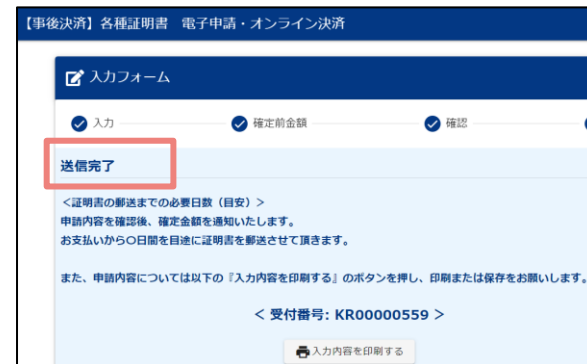 【事後決済】各種証明書　電子申請・オンライン決済
入力フォーム
入力 確定前金額 確認
送信完了
＜証明書の郵送までの必要日数（目安）＞
申請内容を確認後、確定金額を通知いたします。
お支払いから〇日間を目途に証明書を郵送させて頂きます。
また、申請内容については以下の『入力内容を印刷する』のボタンを押し、印刷または保存をお願いします。
＜ 受付番号: KR00000559 ＞
入力内容を印刷する